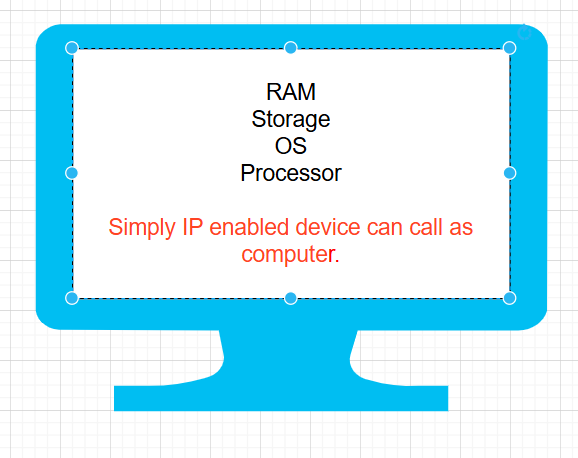 RAM
Storage
OS
Processor
Simply IP enabled device can call as
computer.